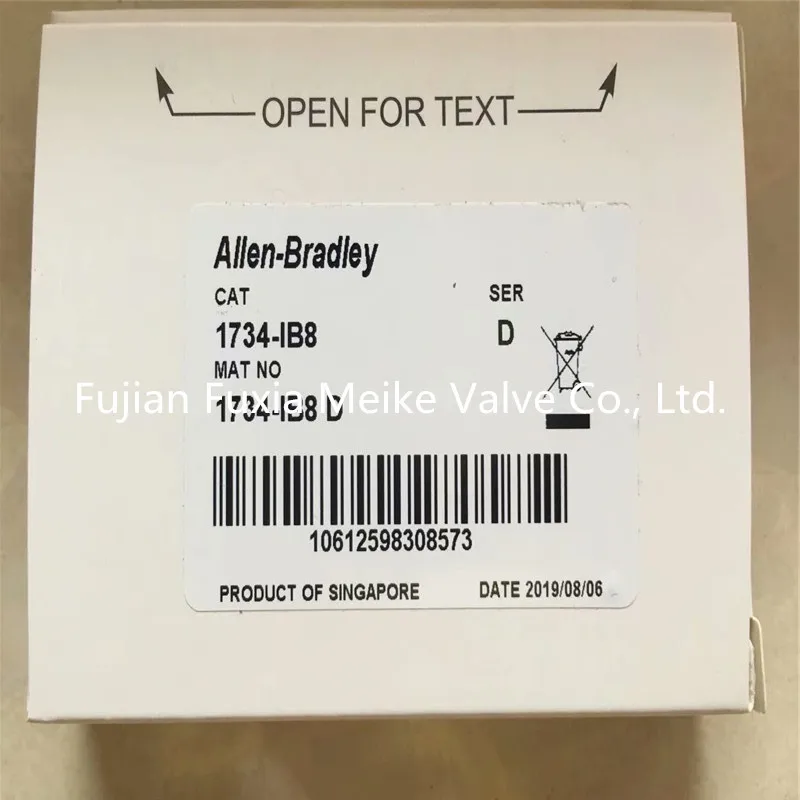 OPEN FOR TEXT
Allen-Bradley
CAT SER
1734-IB8 D
MAT NO
Fujian Fuxia Meike Valve Co., Ltd.
1734-IB8 D
10612598308573
PRODUCT OF SINGAPORE DATE 2019/08/06